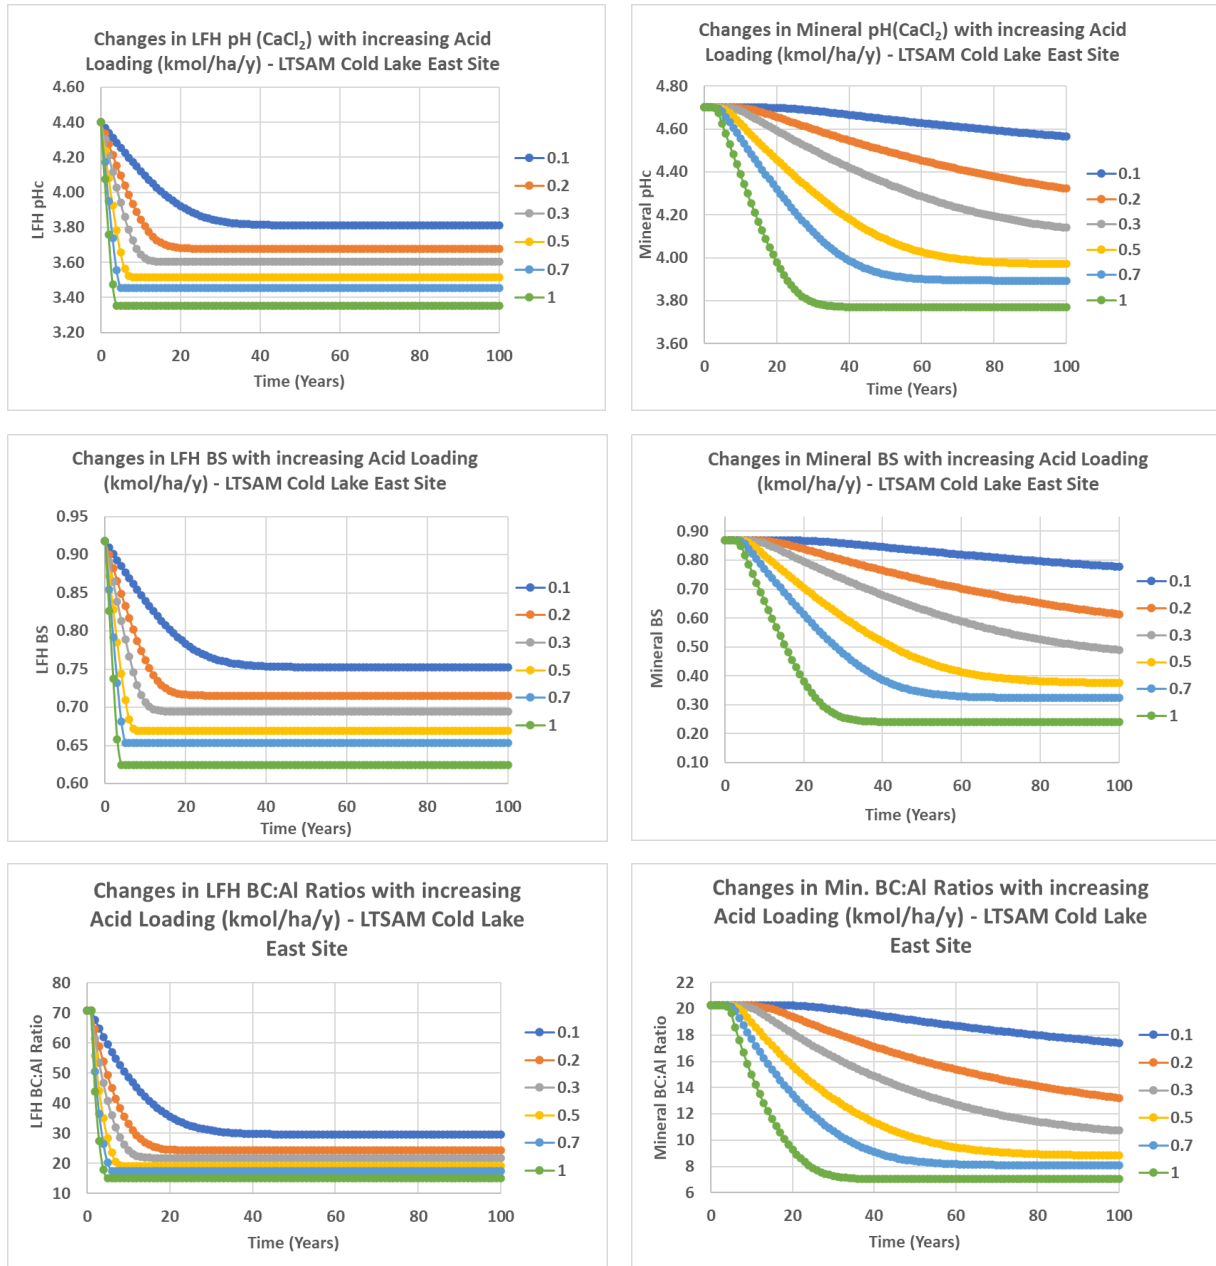 Changes in LFH pH (CaCl₂) with increasing Acid
Loading (kmol/ha/y) - LTSAM Cold Lake East Site
4.60
4.40
4.20
4.00
3.80
3.60
3.40
3.20
LFH pHc
0 20 40 60 80 100
Time (Years)
0.1
0.2
0.3
0.5
0.7
1
Changes in Mineral pH(CaCl₂) with increasing Acid
Loading (kmol/ha/y) - LTSAM Cold Lake East Site
4.80
4.60
4.40
4.20
4.00
3.80
3.60
Mineral pHc
0 20 40 60 80 100
Time (Years)
0.1
0.2
0.3
0.5
0.7
1
Changes in LFH BS with increasing Acid Loading
(kmol/ha/y) - LTSAM Cold Lake East Site
0.95
0.90
0.85
0.80
0.75
0.70
0.65
0.60
LFH BS
0 20 40 60 80 100
Time (Years)
0.1
0.2
0.3
0.5
0.7
1
Changes in Mineral BS with increasing Acid Loading
(kmol/ha/y) - LTSAM Cold Lake East Site
0.90
0.80
0.70
0.60
0.50
0.40
0.30
0.20
0.10
Mineral BS
0 20 40 60 80 100
Time (Years)
0.1
0.2
0.3
0.5
0.7
1
Changes in LFH BC:Al Ratios with increasing
Acid Loading (kmol/ha/y) - LTSAM Cold Lake
East Site
80
70
60
50
40
30
20
10
LFH BC:Al Ratio
0 20 40 60 80 100
Time (Years)
0.1
0.2
0.3
0.5
0.7
1
Changes in Min. BC:Al Ratios with increasing
Acid Loading (kmol/ha/y) - LTSAM Cold Lake
East Site
22
20
18
16
14
12
10
8
6
Mineral BC:Al Ratio
0 20 40 60 80 100
Time (Years)
0.1
0.2
0.3
0.5
0.7
1